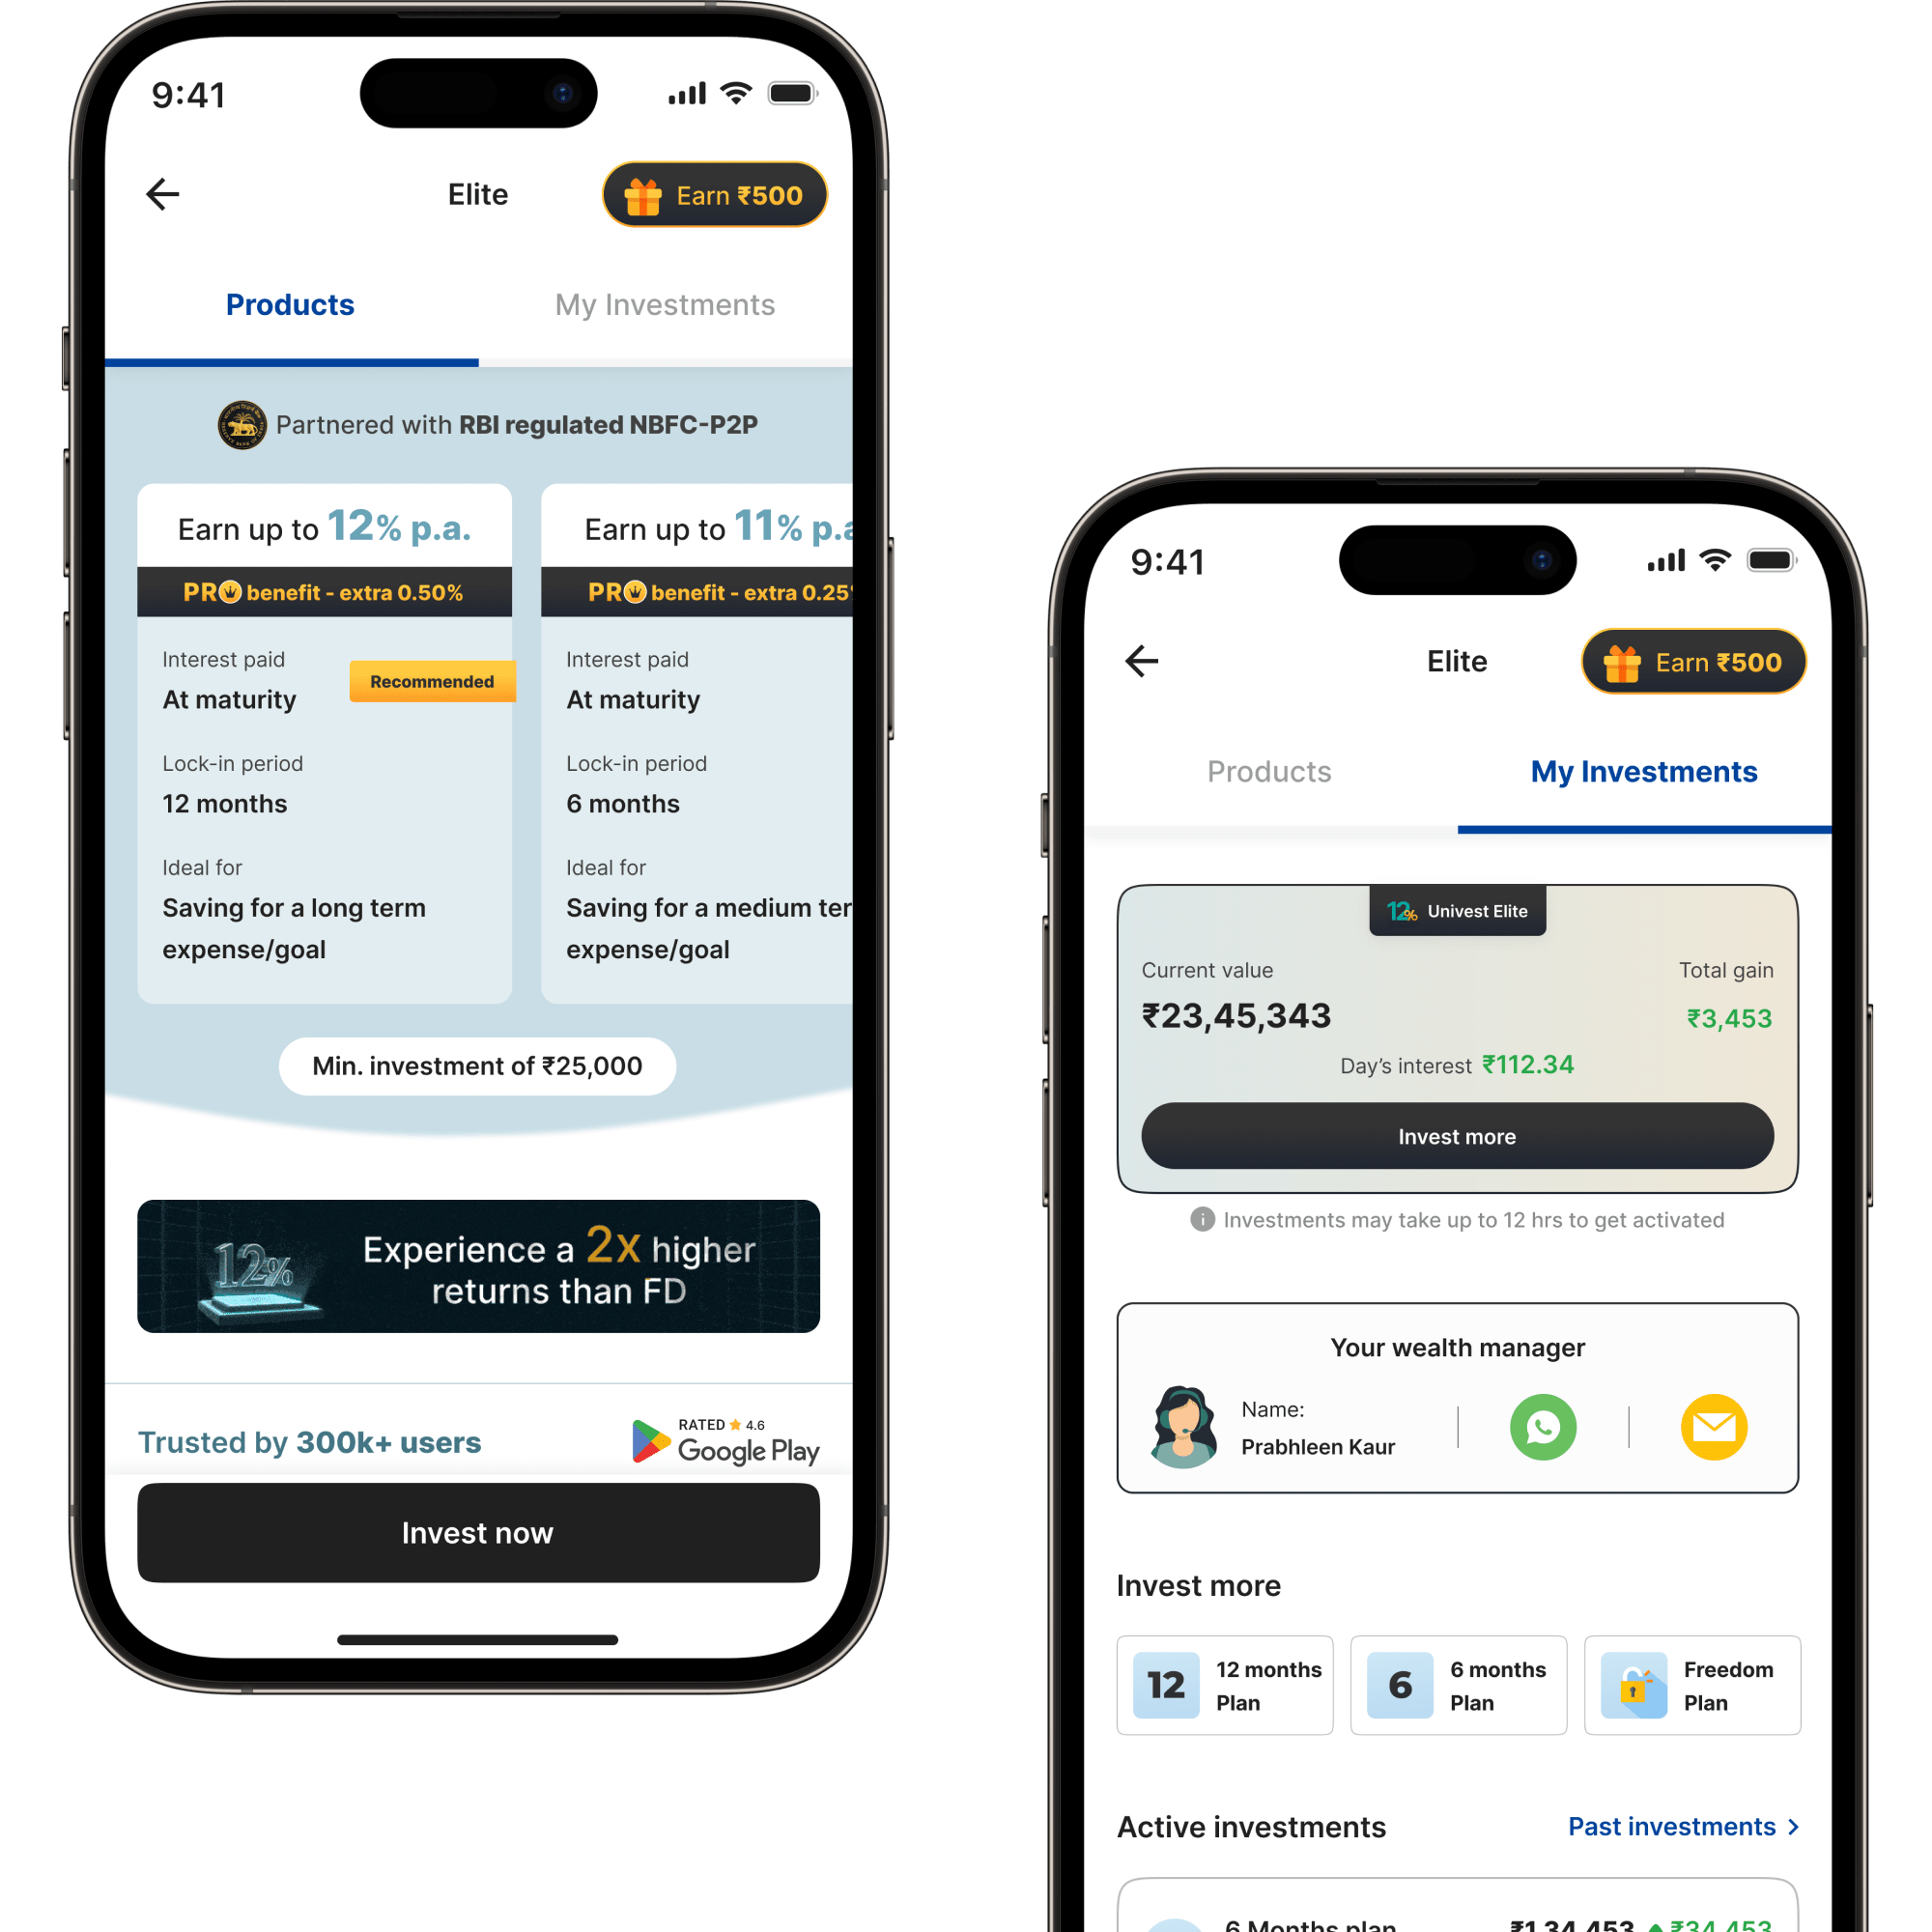 9:41
Elite
Earn ₹500
Products
My Investments
Partnered with RBI regulated NBFC-P2P
Earn up to 12% p.a.
PRO benefit - extra 0.50%
Interest paid
At maturity
Recommended
Lock-in period
12 months
Ideal for
Saving for a long term
expense/goal
Earn up to 11% p.a
PRO benefit - extra 0.25
Interest paid
At maturity
Lock-in period
6 months
Ideal for
Saving for a medium ter
expense/goal
Min. investment of ₹25,000
12%
Experience a 2x higher
returns than FD
Trusted by 300k+ users
RATED ★ 4.6
Google Play
Invest now
9:41
Elite
Earn ₹500
Products
My Investments
12% Univest Elite
Current value
Total gain
₹23,45,343
₹3,453
Day's interest ₹112.34
Invest more
Investments may take up to 12 hrs to get activated
Your wealth manager
Name:
Prabhleen Kaur
Invest more
12
12 months
Plan
6
6 months
Plan
Freedom
Plan
Active investments
Past investments >
6 Months plan
₹1,34,453
₹34,453